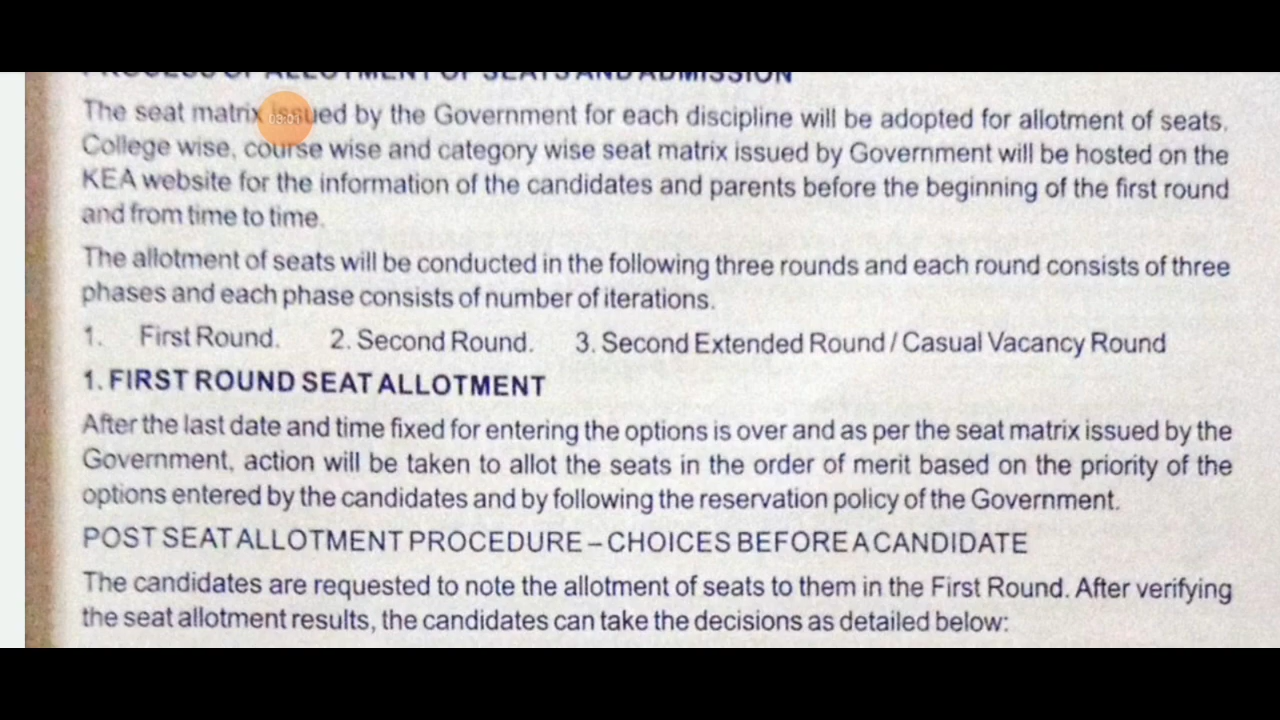 PROCESS OF ALLOTMENT OF SEATS AND ADMISSION
The seat matrix issued by the Government for each discipline will be adopted for allotment of seats.
College wise, course wise and category wise seat matrix issued by Government will be hosted on the
KEA website for the information of the candidates and parents before the beginning of the first round
and from time to time.
The allotment of seats will be conducted in the following three rounds and each round consists of three
phases and each phase consists of number of iterations.
1. First Round. 2. Second Round. 3. Second Extended Round / Casual Vacancy Round
1. FIRST ROUND SEAT ALLOTMENT
After the last date and time fixed for entering the options is over and as per the seat matrix issued by the
Government, action will be taken to allot the seats in the order of merit based on the priority of the
options entered by the candidates and by following the reservation policy of the Government.
POST SEAT ALLOTMENT PROCEDURE – CHOICES BEFORE A CANDIDATE
The candidates are requested to note the allotment of seats to them in the First Round. After verifying
the seat allotment results, the candidates can take the decisions as detailed below: